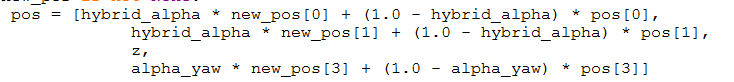 pos = [hybrid_alpha * new_pos[0] + (1.0 - hybrid_alpha) * pos[0],
hybrid_alpha * new_pos[1] + (1.0 - hybrid_alpha) * pos[1],
z,
alpha_yaw * new_pos[3] + (1.0 - alpha_yaw) * pos[3]]